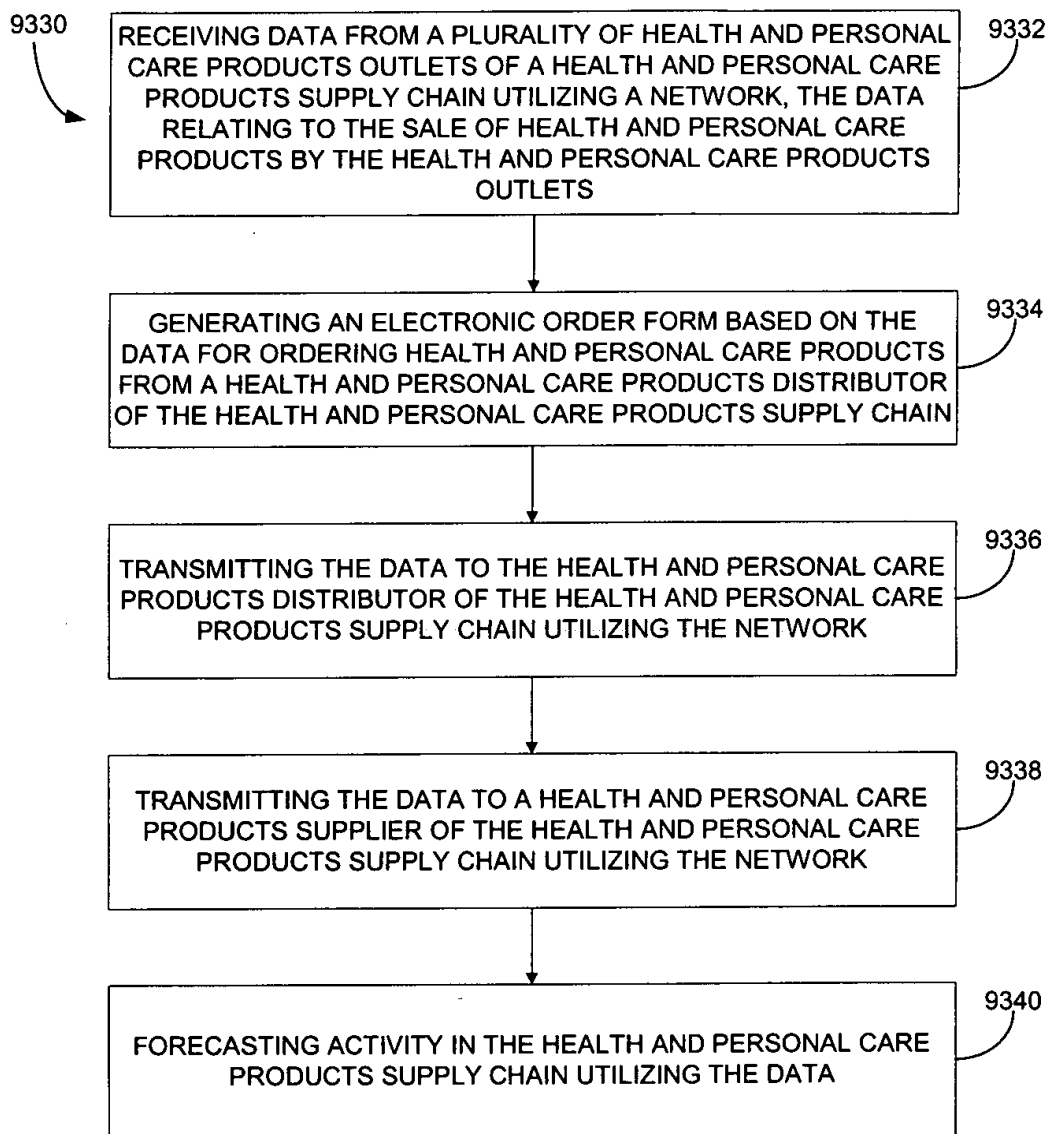 9330
9332
RECEIVING DATA FROM A PLURALITY OF HEALTH AND PERSONAL
CARE PRODUCTS OUTLETS OF A HEALTH AND PERSONAL CARE
PRODUCTS SUPPLY CHAIN UTILIZING A NETWORK, THE DATA
RELATING TO THE SALE OF HEALTH AND PERSONAL CARE
PRODUCTS BY THE HEALTH AND PERSONAL CARE PRODUCTS
OUTLETS
9334
GENERATING AN ELECTRONIC ORDER FORM BASED ON THE
DATA FOR ORDERING HEALTH AND PERSONAL CARE PRODUCTS
FROM A HEALTH AND PERSONAL CARE PRODUCTS DISTRIBUTOR
OF THE HEALTH AND PERSONAL CARE PRODUCTS SUPPLY CHAIN
9336
TRANSMITTING THE DATA TO THE HEALTH AND PERSONAL CARE
PRODUCTS DISTRIBUTOR OF THE HEALTH AND PERSONAL CARE
PRODUCTS SUPPLY CHAIN UTILIZING THE NETWORK
9338
TRANSMITTING THE DATA TO A HEALTH AND PERSONAL CARE
PRODUCTS SUPPLIER OF THE HEALTH AND PERSONAL CARE
PRODUCTS SUPPLY CHAIN UTILIZING THE NETWORK
9340
FORECASTING ACTIVITY IN THE HEALTH AND PERSONAL CARE
PRODUCTS SUPPLY CHAIN UTILIZING THE DATA